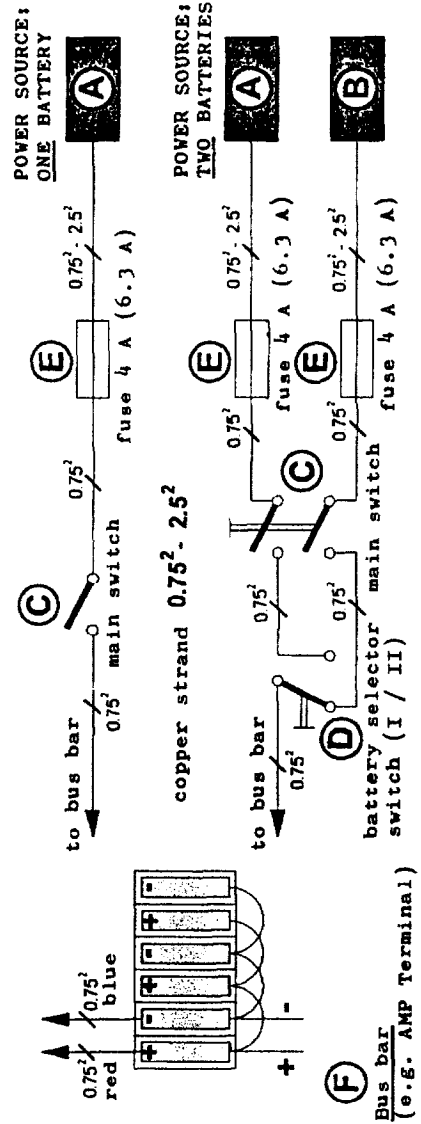 POWER SOURCE:
ONE BATTERY
A
0.75² - 2.5²
E
fuse 4 A (6.3 A)
0.75²
C
main switch
0.75²
to bus bar
copper strand 0.75² - 2.5²
POWER SOURCE:
TWO BATTERIES
A
B
0.75² - 2.5²
0.75² - 2.5²
E
fuse 4 A (6.3 A)
E
fuse 4 A (6.3 A)
0.75²
0.75²
C
main switch
0.75²
0.75²
D
battery selector
switch (I / II)
0.75²
to bus bar
- + - + - +
0.75²
red
0.75²
blue
+
-
F
Bus bar
(e.g. AMP Terminal)